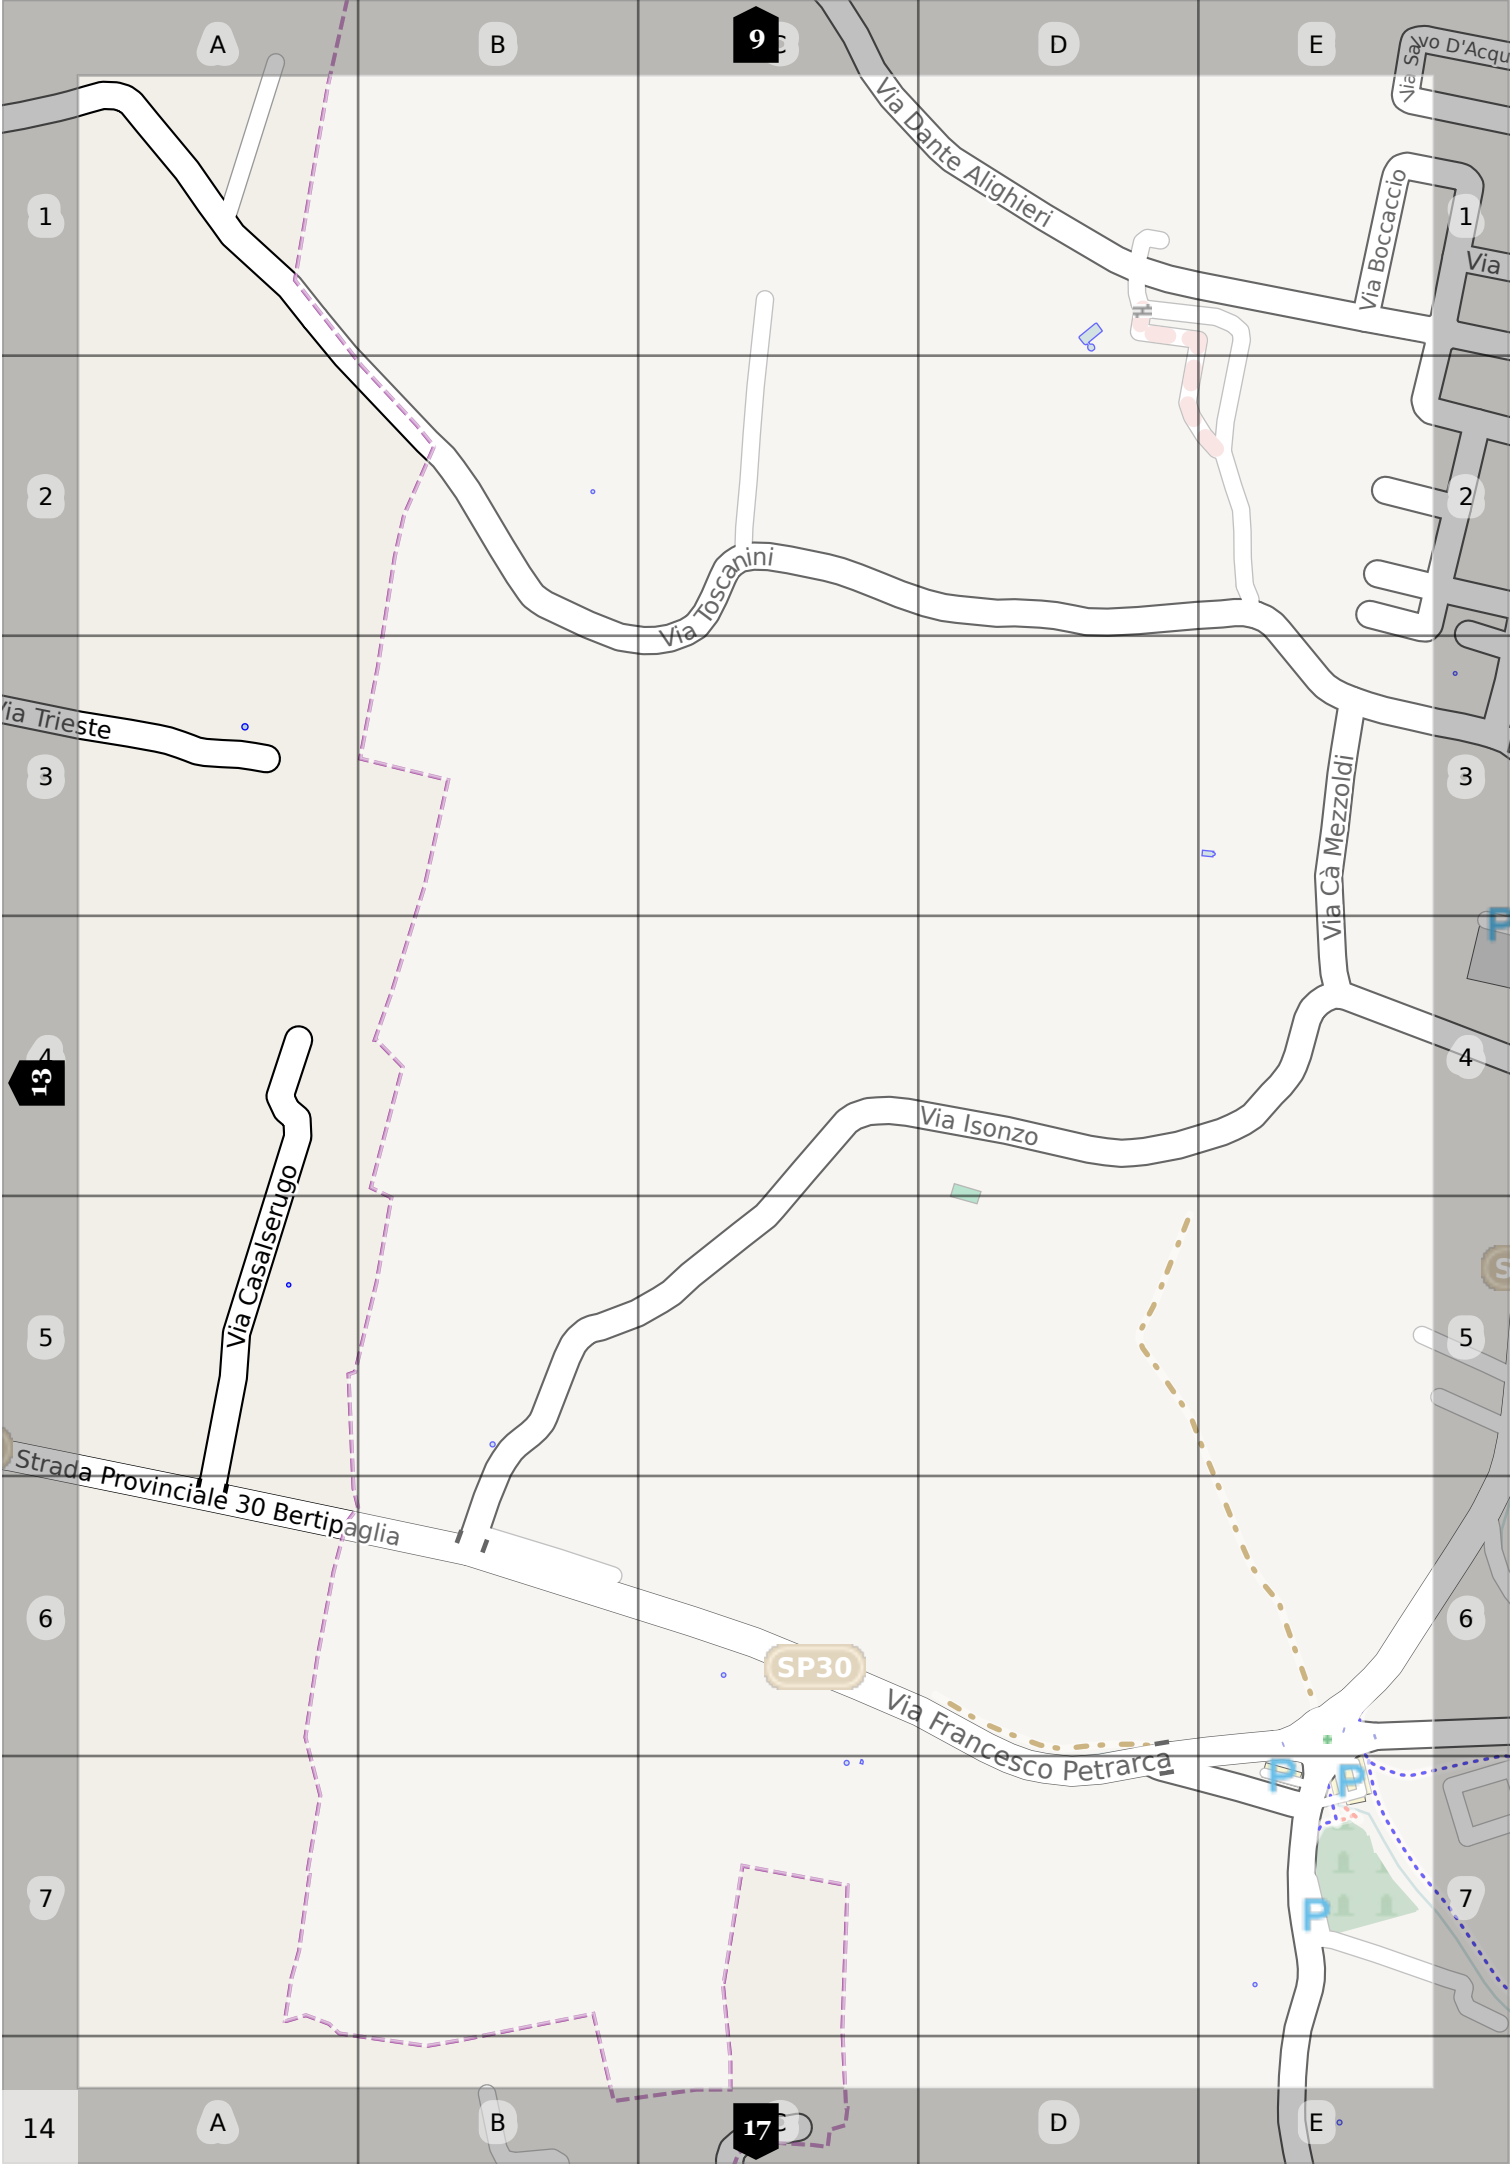 A
B
9
C
D
E
Via Sa
vo D'Acqu
Via Dante Alighieri
1
1
Via Boccaccio
Via
2
2
Via Toscanini
Via Trieste
3
3
Via Cà Mezzoldi
P
4
4
13
Via Isonzo
Via Casalserugo
S
5
5
Strada Provinciale 30 Bertipaglia
6
6
SP30
Via Francesco Petrarca
P
P
7
7
P
14
A
B
17
C
D
E